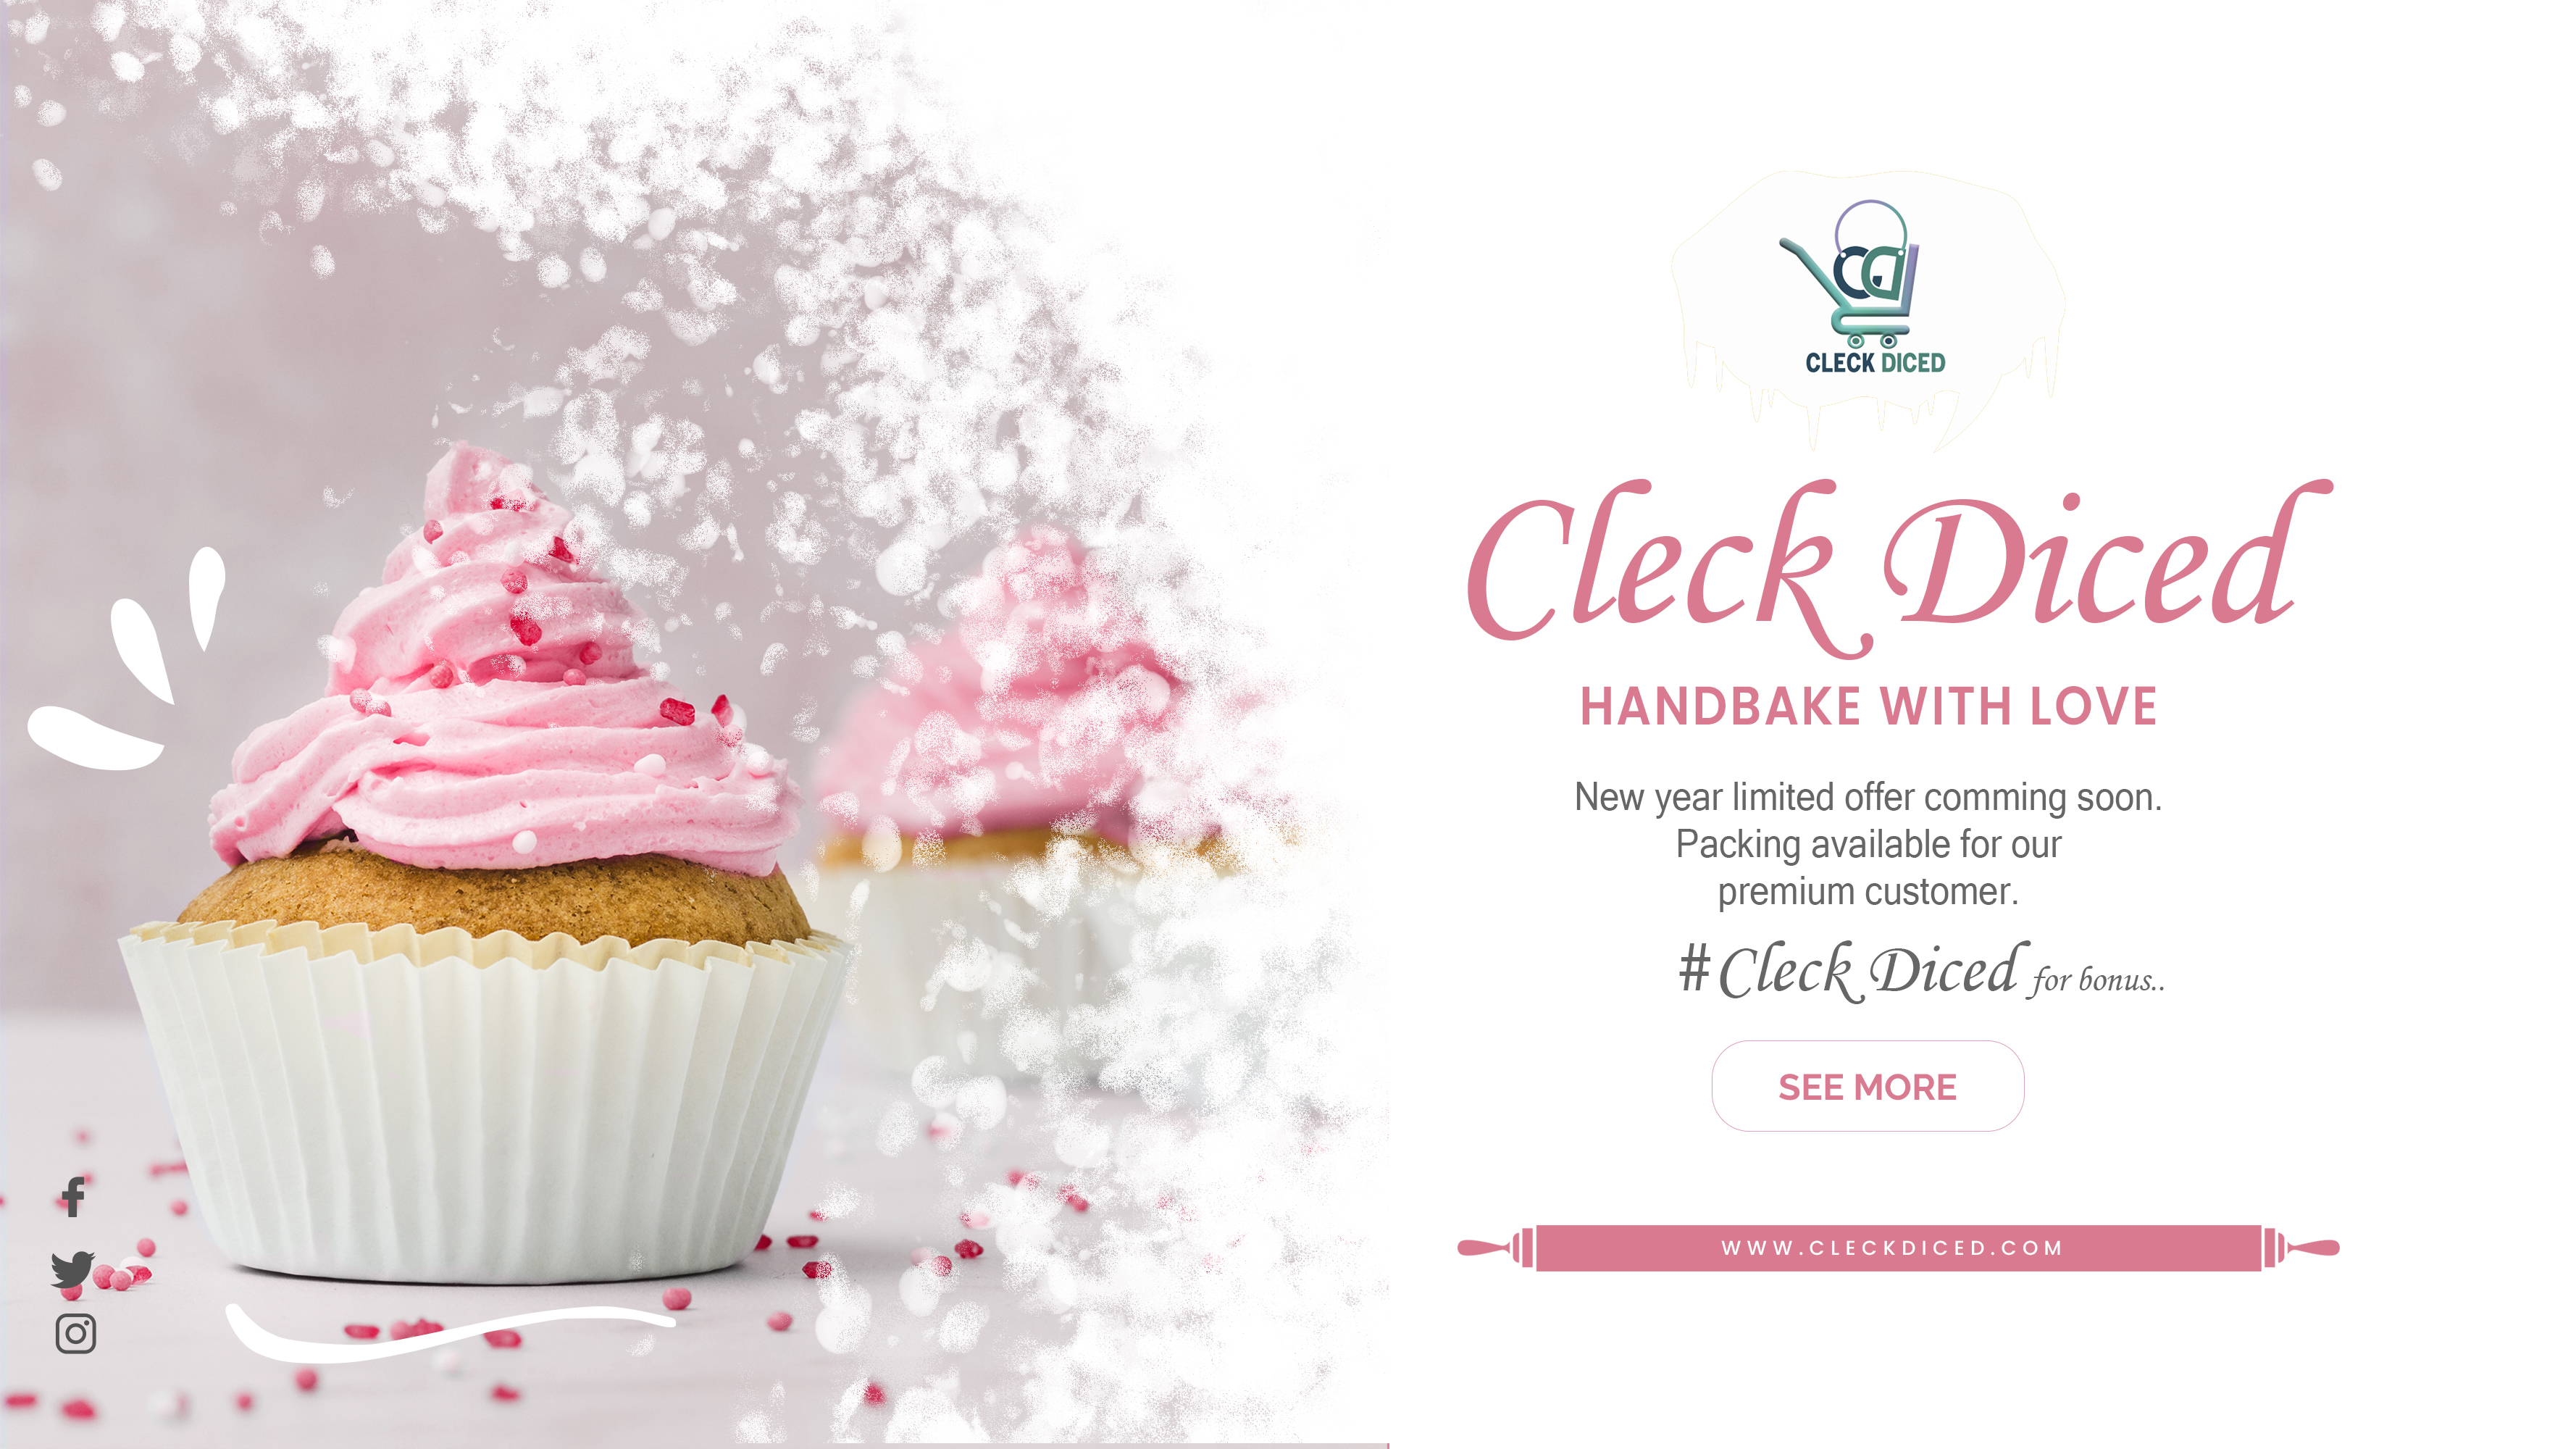 CD
CLECK DICED
Cleck Diced
HANDBAKE WITH LOVE
New year limited offer comming soon.
Packing available for our
premium customer.
#Cleck Diced for bonus..
SEE MORE
WWW.CLECKDICED.COM